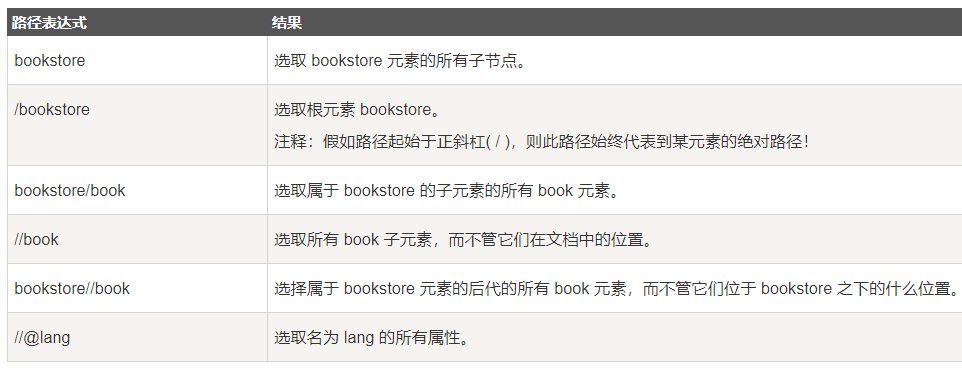 路径表达式 结果
bookstore 选取 bookstore 元素的所有子节点。
/bookstore 选取根元素 bookstore。
注释：假如路径起始于正斜杠( / )，则此路径始终代表到某元素的绝对路径！
bookstore/book 选取属于 bookstore 的子元素的所有 book 元素。
//book 选取所有 book 子元素，而不管它们在文档中的位置。
bookstore//book 选择属于 bookstore 元素的后代的所有 book 元素，而不管它们位于 bookstore 之下的什么位置。
//@lang 选取名为 lang 的所有属性。